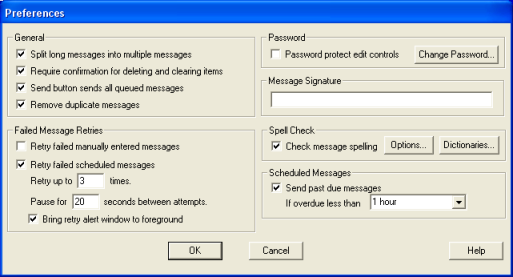 Preferences
General
Split long messages into multiple messages
Require confirmation for deleting and clearing items
Send button sends all queued messages
Remove duplicate messages
Failed Message Retries
Retry failed manually entered messages
Retry failed scheduled messages
Retry up to 3 times.
Pause for 20 seconds between attempts.
Bring retry alert window to foreground
Password
Password protect edit controls Change Password...
Message Signature
Spell Check
Check message spelling Options... Dictionaries...
Scheduled Messages
Send past due messages
If overdue less than 1 hour
OK Cancel Help